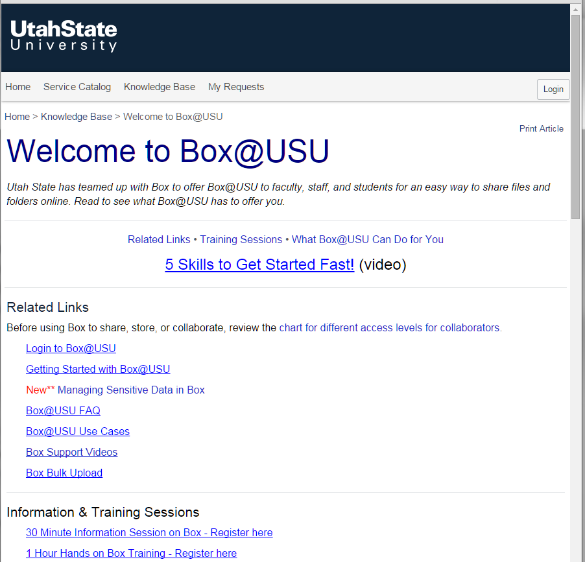 UtahState
University
Home Service Catalog Knowledge Base My Requests Login
Home > Knowledge Base > Welcome to Box@USU
Print Article
Welcome to Box@USU
Utah State has teamed up with Box to offer Box@USU to faculty, staff, and students for an easy way to share files and
folders online. Read to see what Box@USU has to offer you.
Related Links • Training Sessions • What Box@USU Can Do for You
5 Skills to Get Started Fast! (video)
Related Links
Before using Box to share, store, or collaborate, review the chart for different access levels for collaborators
Login to Box@USU
Getting Started with Box@USU
New** Managing Sensitive Data in Box
Box@USU FAQ
Box@USU Use Cases
Box Support Videos
Box Bulk Upload
Information & Training Sessions
30 Minute Information Session on Box - Register here
1 Hour Hands on Box Training - Register here